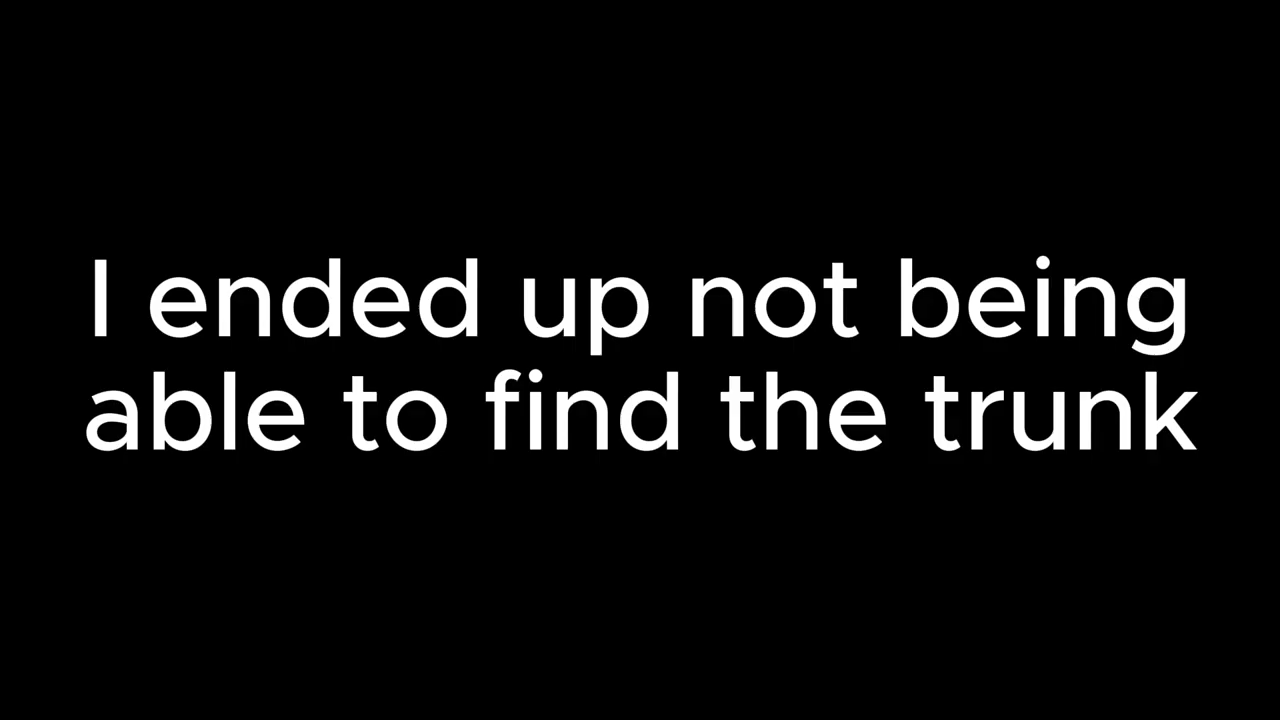 I ended up not being
able to find the trunk